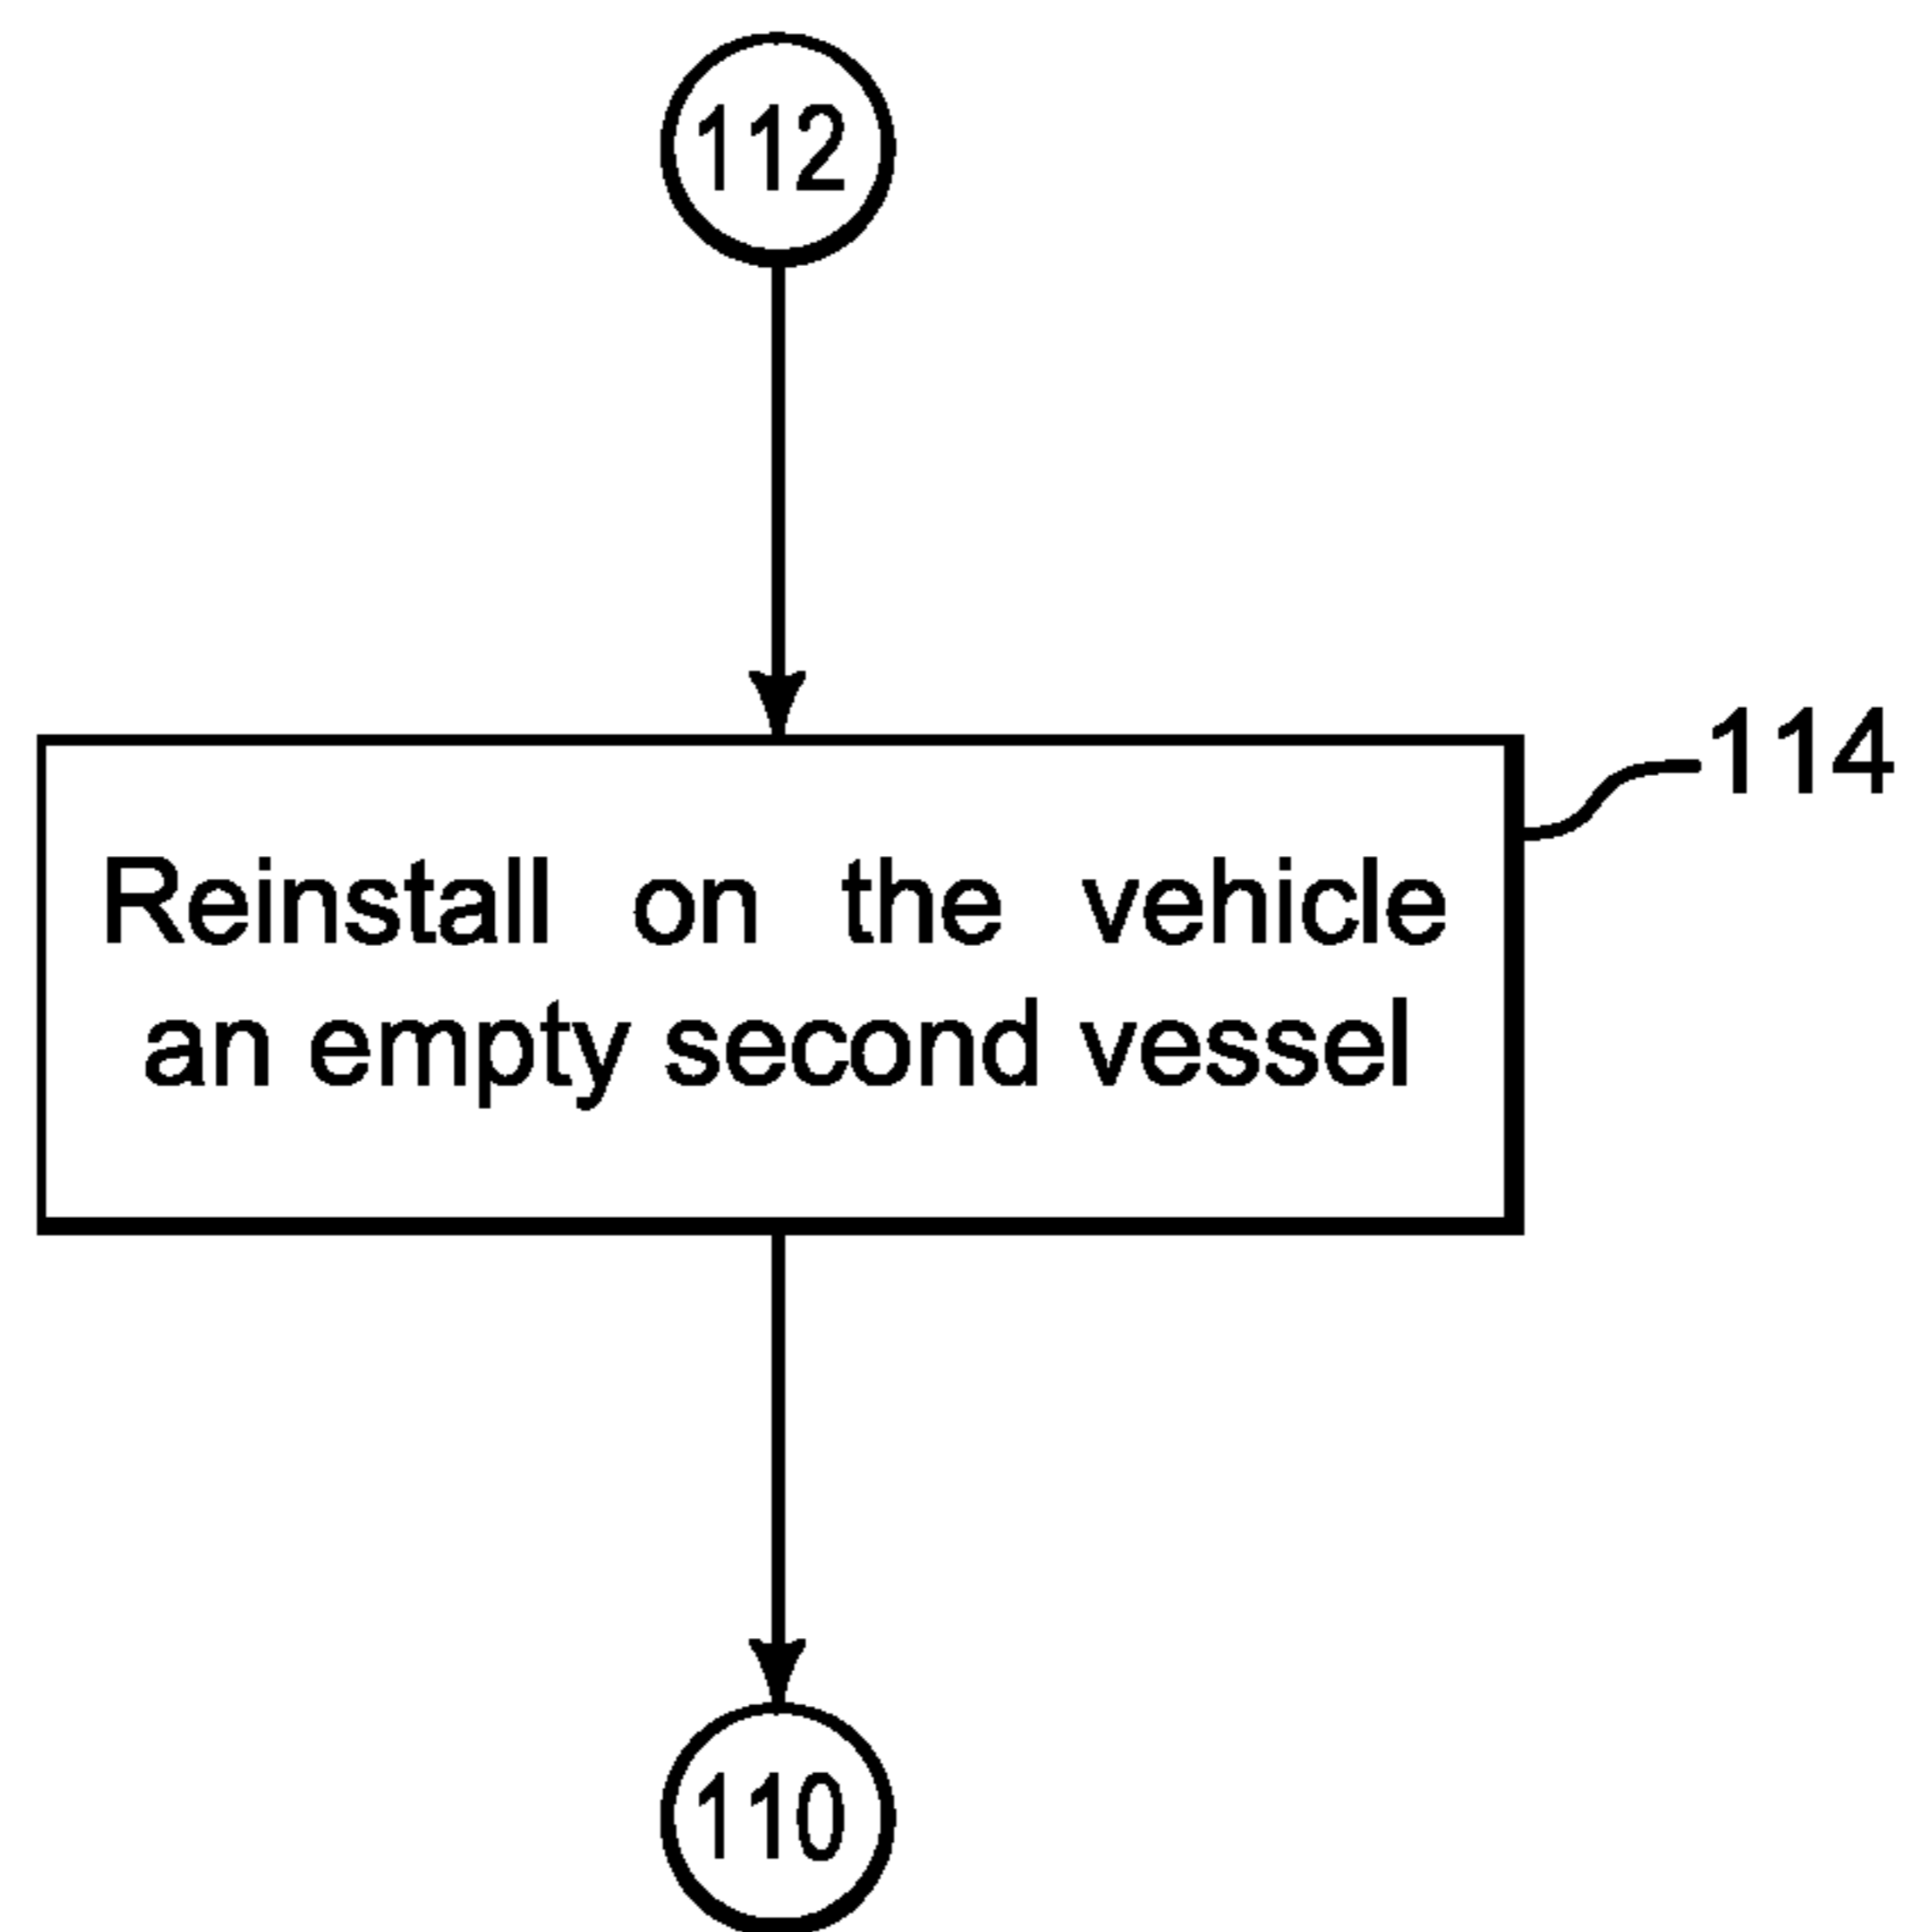 112
114
Reinstall on the vehicle
an empty second vessel
110